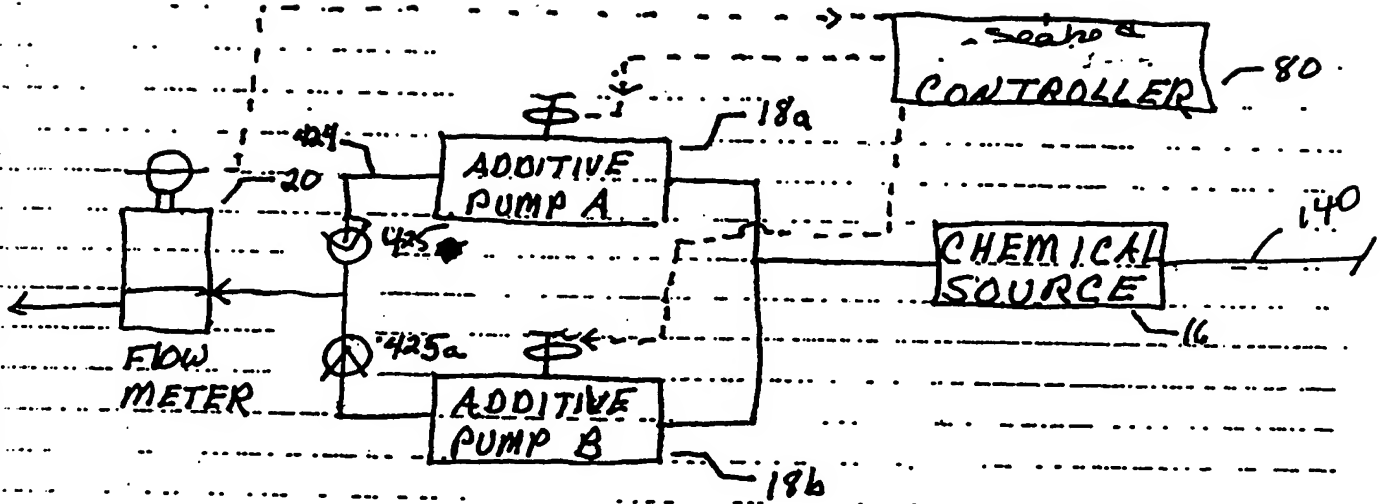 CONTROLLER
80
18a
424
ADDITIVE
PUMP A
20
425
140
CHEMICAL
SOURCE
16
425a
FLOW
METER
ADDITIVE
PUMP B
18b